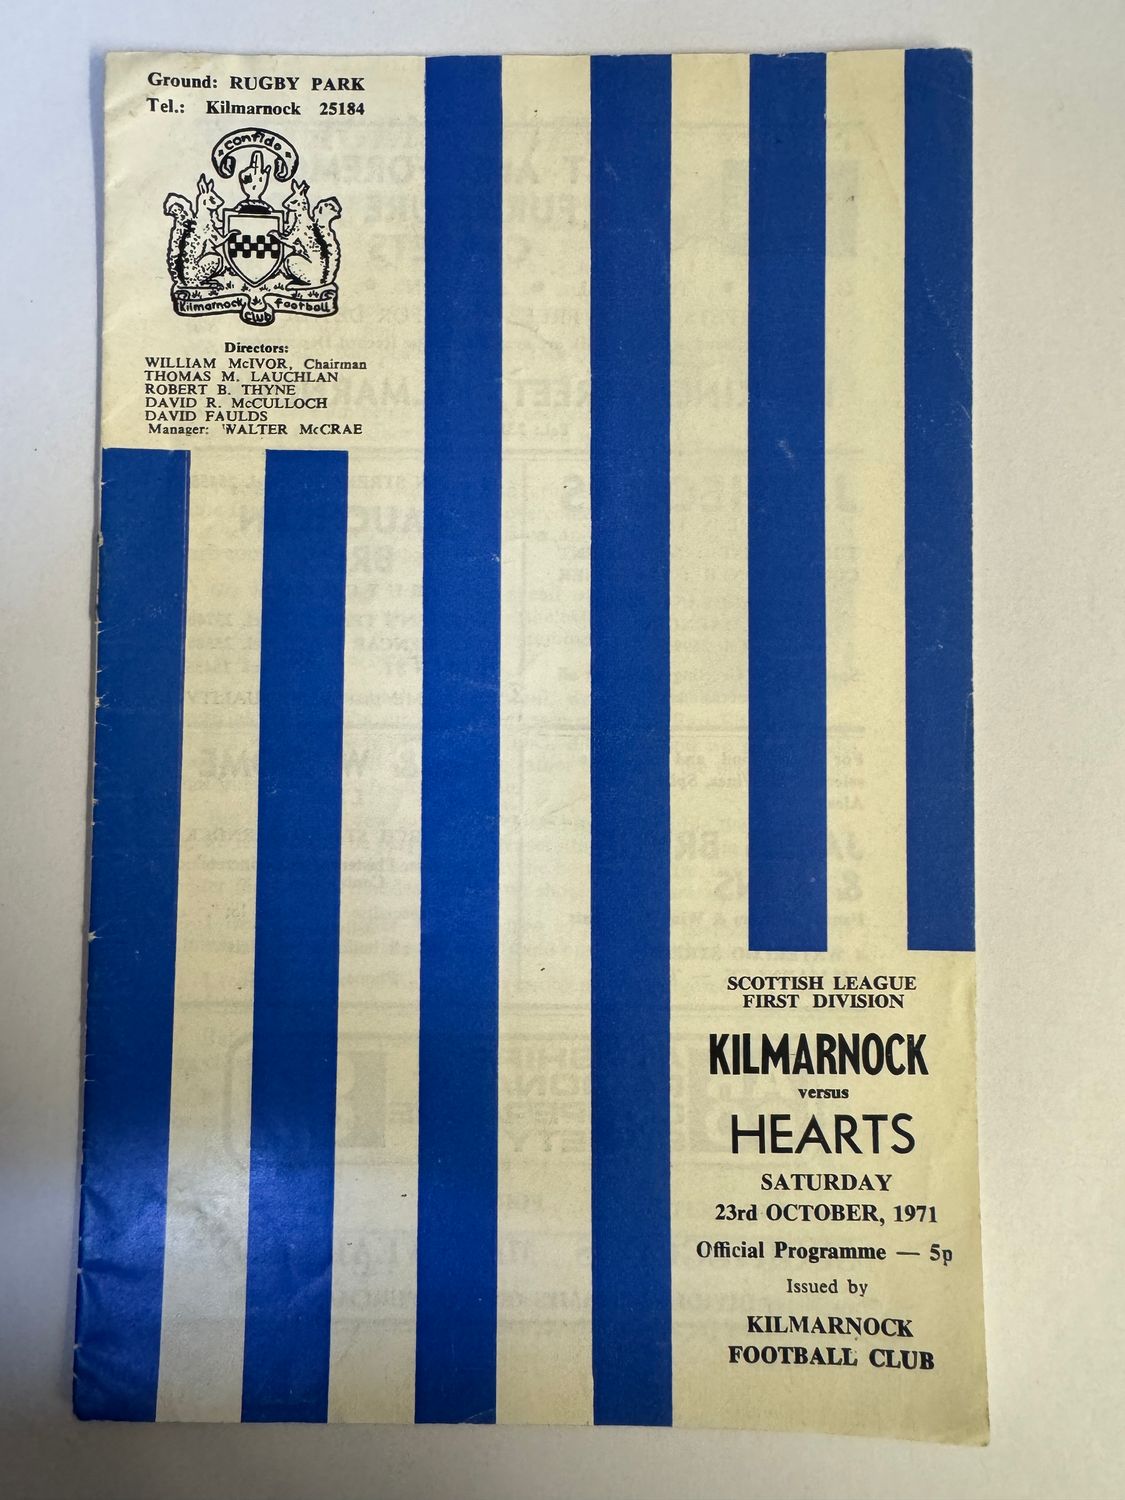 Ground: RUGBY PARK
Tel.: Kilmarnock 25184
Confido
Kilmarnock Football
Club
Directors:
WILLIAM McIVOR, Chairman
THOMAS M. LAUCHLAN
ROBERT B. THYNE
DAVID R. McCULLOCH
DAVID FAULDS
Manager: WALTER McCRAE
SCOTTISH LEAGUE
FIRST DIVISION
KILMARNOCK
versus
HEARTS
SATURDAY
23rd OCTOBER, 1971
Official Programme — 5p
Issued by
KILMARNOCK
FOOTBALL CLUB